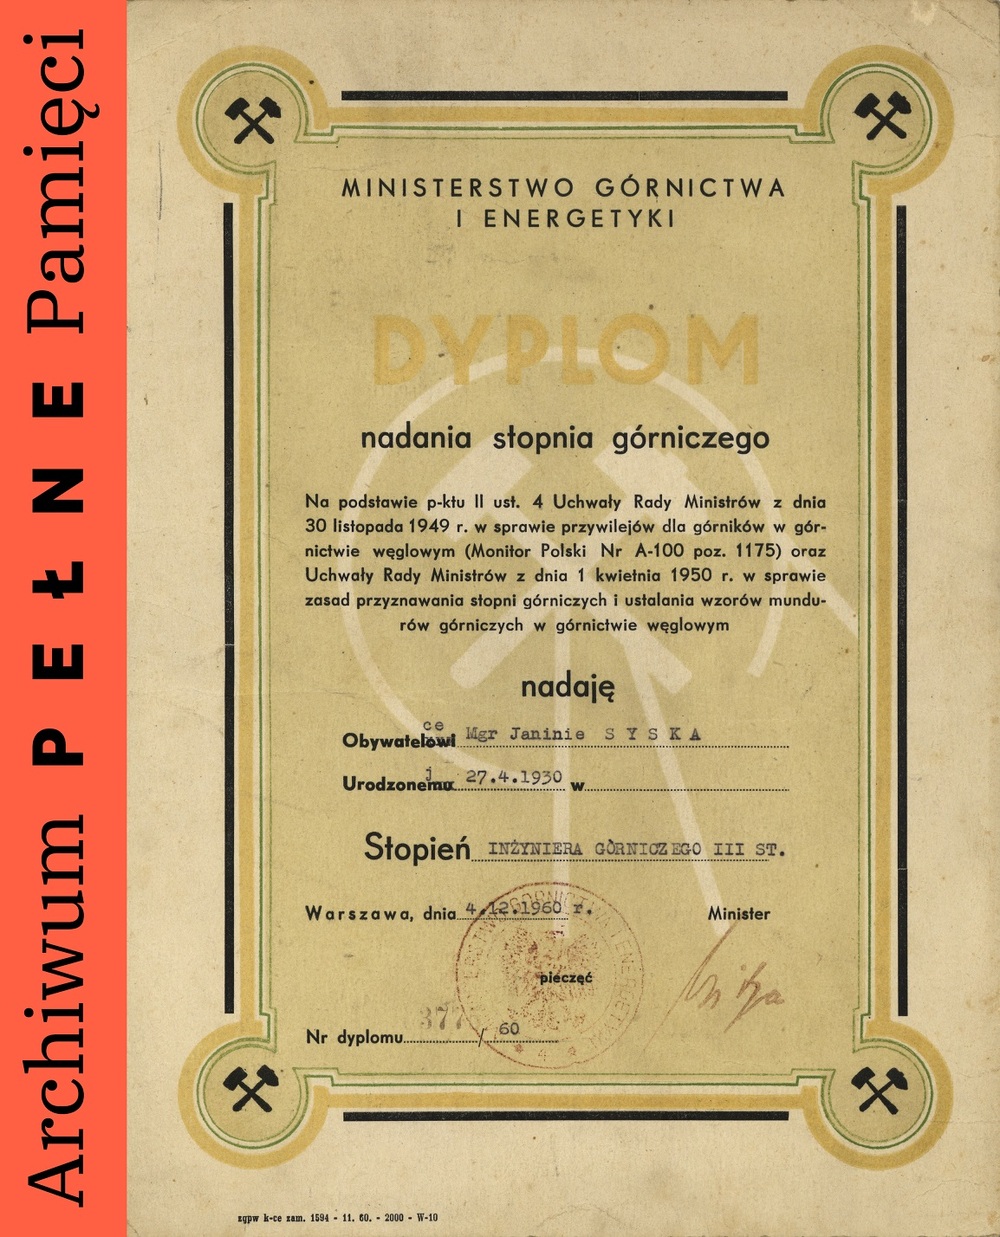 Archiwum PEŁNE Pamięci
MINISTERSTWO GÓRNICTWA
I ENERGETYKI
DYPLOM
nadania stopnia górniczego
Na podstawie p-ktu II ust. 4 Uchwały Rady Ministrów z dnia
30 listopada 1949 r. w sprawie przywilejów dla górników w gór-
nictwie węglowym (Monitor Polski Nr A-100 poz. 1175) oraz
Uchwały Rady Ministrów z dnia 1 kwietnia 1950 r. w sprawie
zasad przyznawania stopni górniczych i ustalania wzorów mundu-
rów górniczych w górnictwie węglowym
nadaję
ce
Obywatelowi Mgr Janinie SYSKA
j
Urodzonemu 27.4.1930 w
Stopień INŻYNIERA GÓRNICZEGO III ST.
Warszawa, dnia 4.12.1960 r. Minister
pieczęć
Nr dyplomu 377/60
zgpw k-ce zam. 1594 - 11. 60. - 2000 - W-10